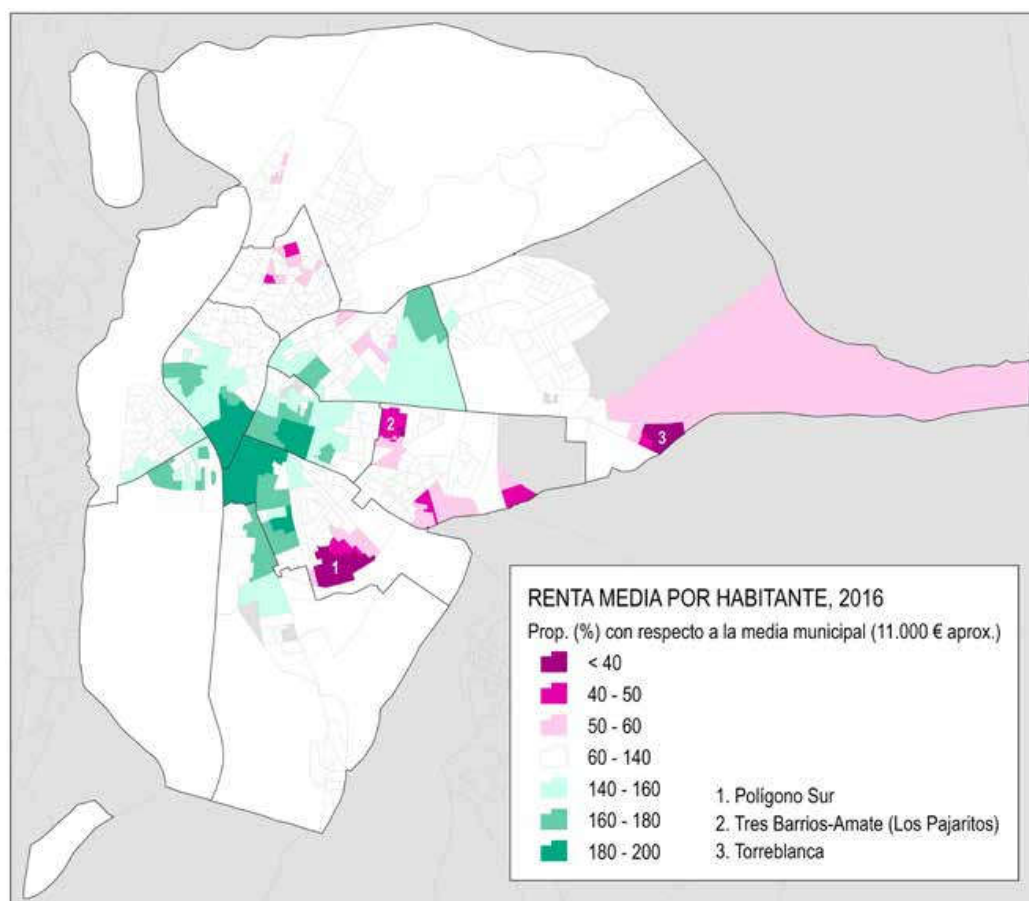 2
3
1
RENTA MEDIA POR HABITANTE, 2016
Prop. (%) con respecto a la media municipal (11.000 € aprox.)
< 40
40 - 50
50 - 60
60 - 140
140 - 160
160 - 180
180 - 200
1. Polígono Sur
2. Tres Barrios-Amate (Los Pajaritos)
3. Torreblanca